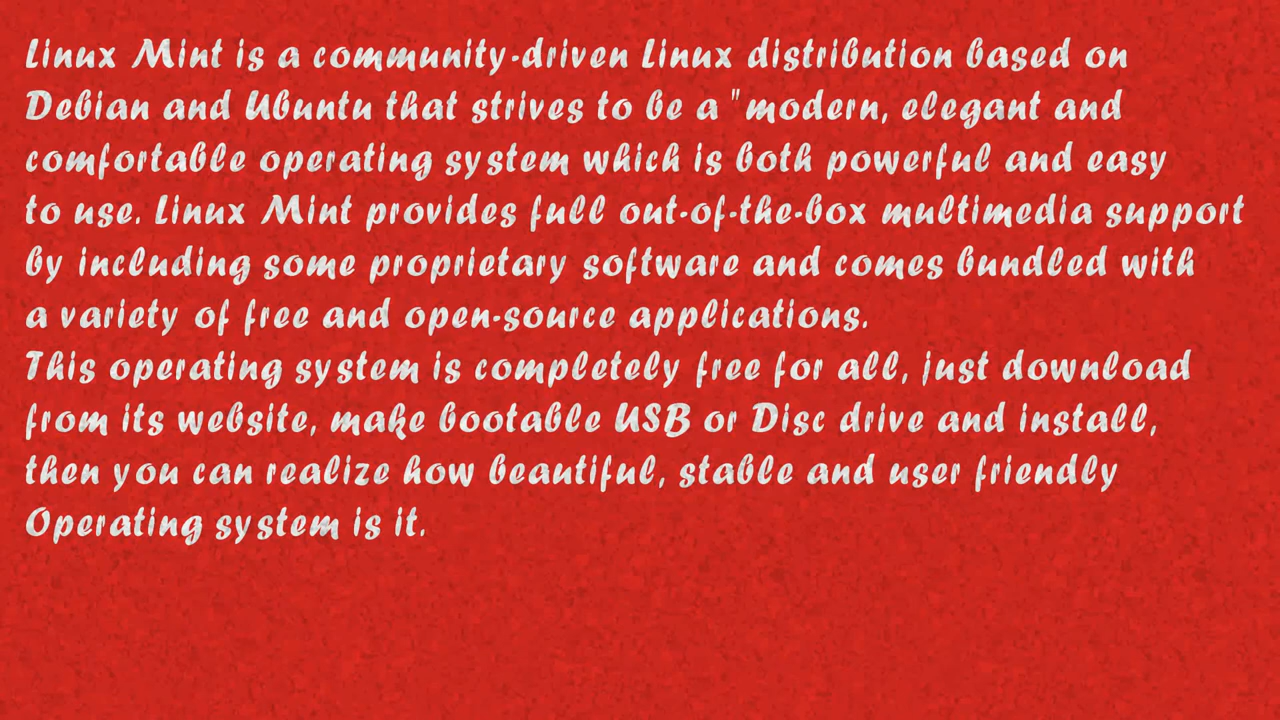 Linux Mint is a community-driven Linux distribution based on
Debian and Ubuntu that strives to be a "modern, elegant and
comfortable operating system which is both powerful and easy
to use. Linux Mint provides full out-of-the-box multimedia support
by including some proprietary software and comes bundled with
a variety of free and open-source applications.
This operating system is completely free for all, just download
from its website, make bootable USB or Disc drive and install,
then you can realize how beautiful, stable and user friendly
Operating system is it.